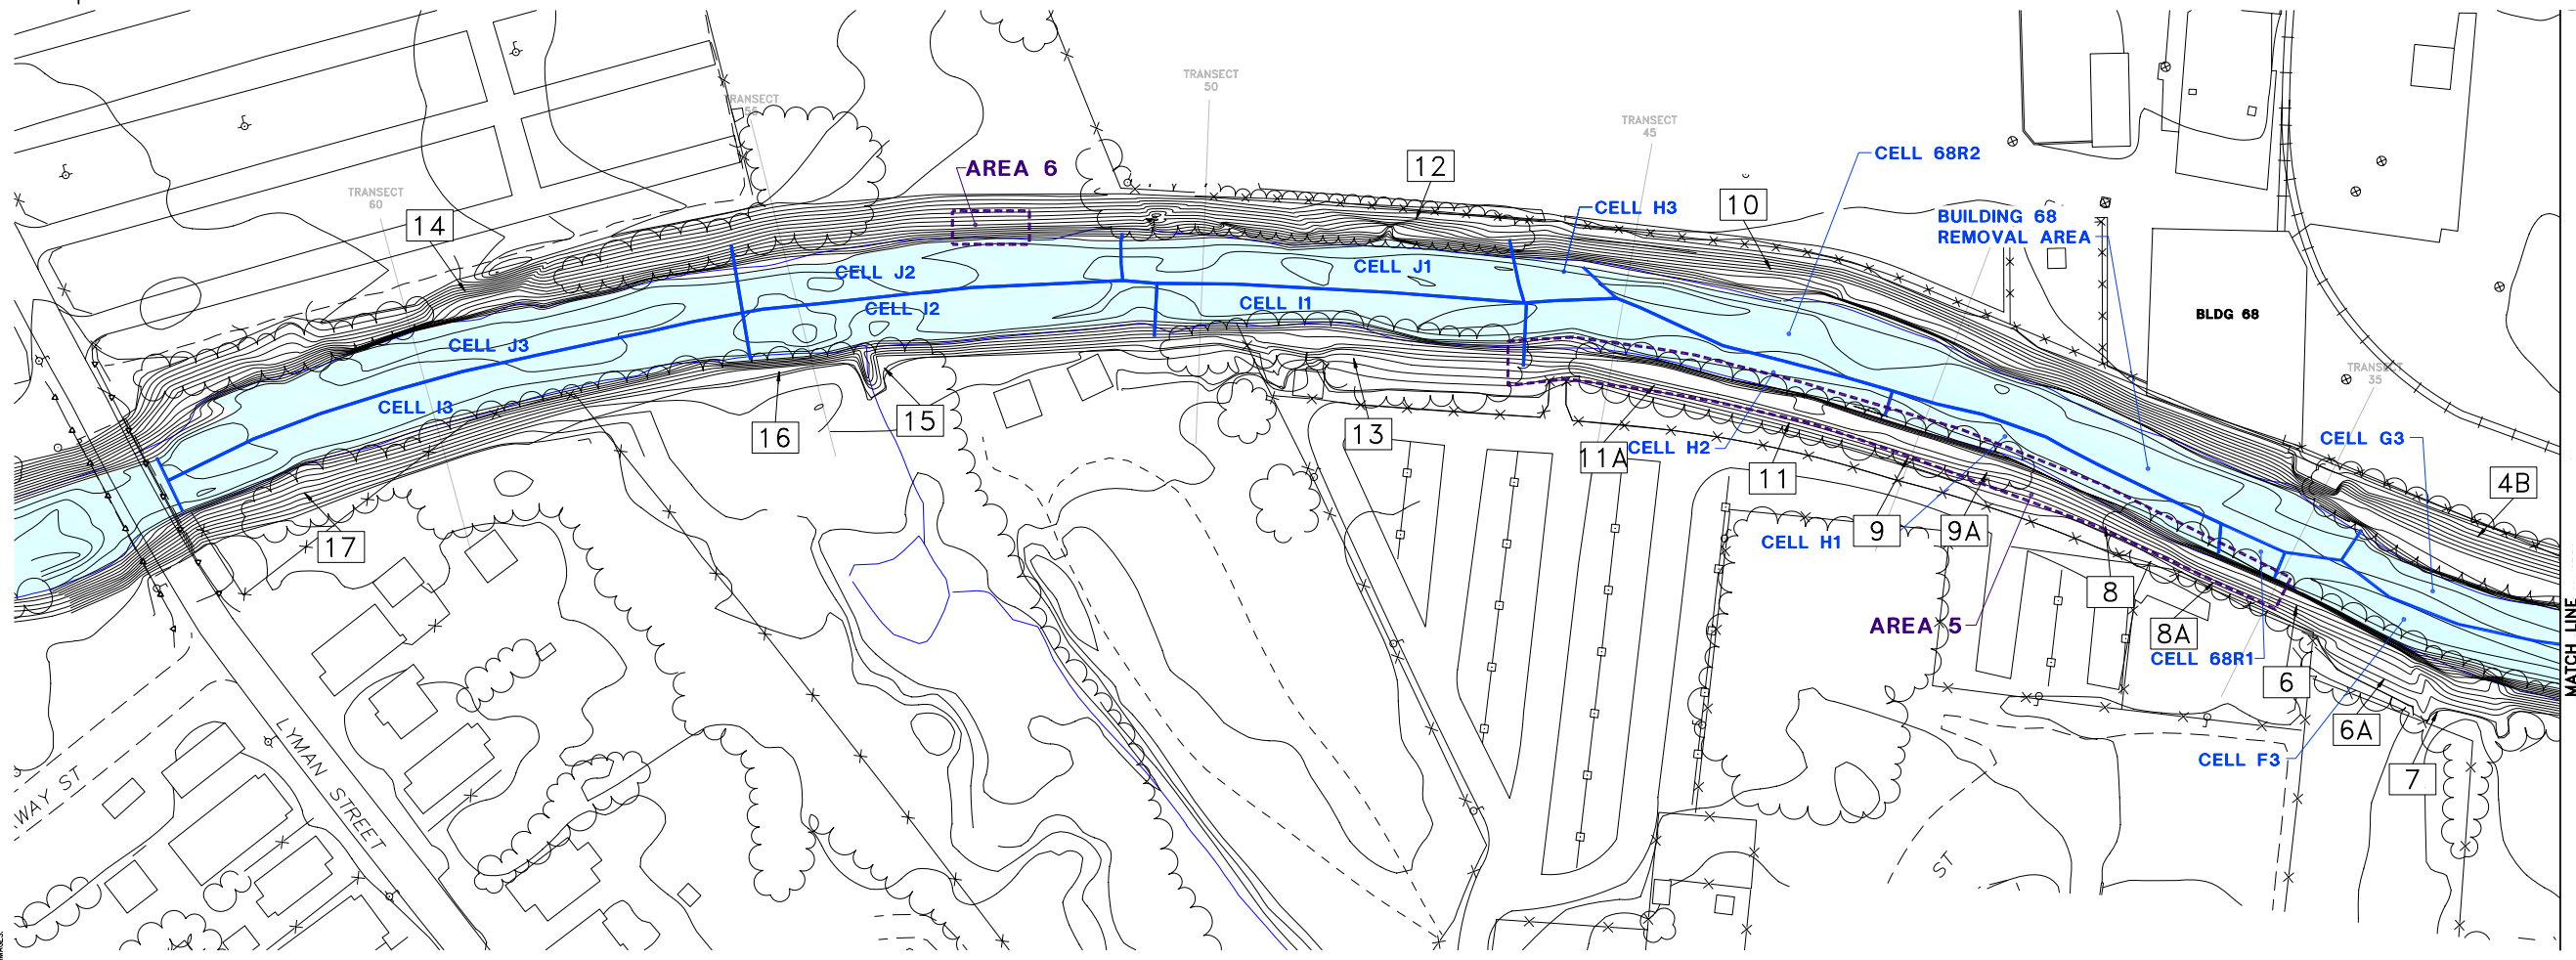 TRANSECT
50
TRANSECT
55
TRANSECT
45
CELL 68R2
AREA 6
12
TRANSECT
60
14
CELL H3
10
BUILDING 68
REMOVAL AREA
CELL J2
CELL J1
CELL I2
CELL I1
BLDG 68
CELL J3
TRANSECT
35
CELL I3
15
16
13
11A
CELL H2
11
CELL G3
4B
17
CELL H1
9
9A
8
AREA 5
8A
CELL 68R1
6
6A
CELL F3
7
MATCH LINE
LYMAN STREET
WAY ST
ST